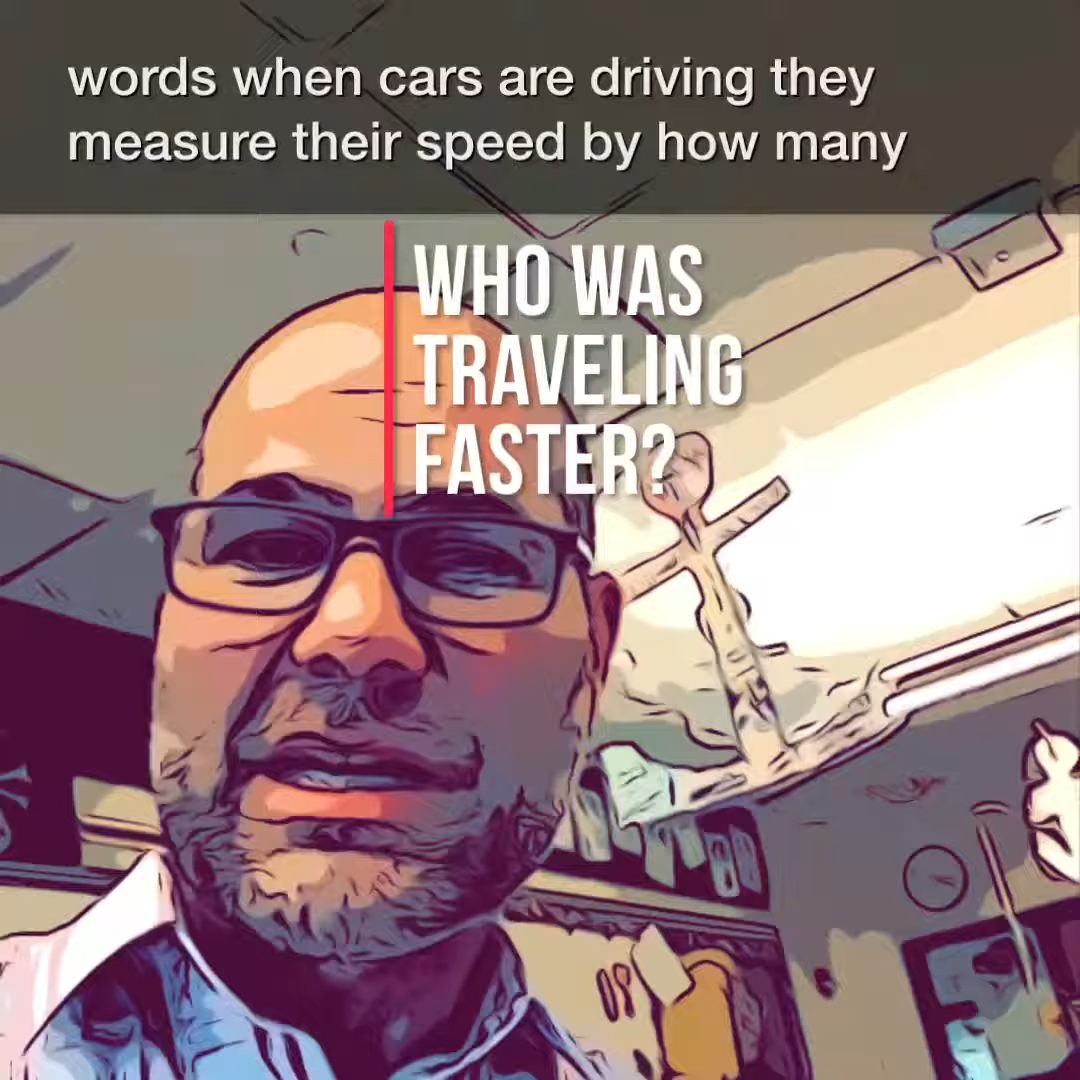 words when cars are driving they
measure their speed by how many
WHO WAS
TRAVELING
FASTER?